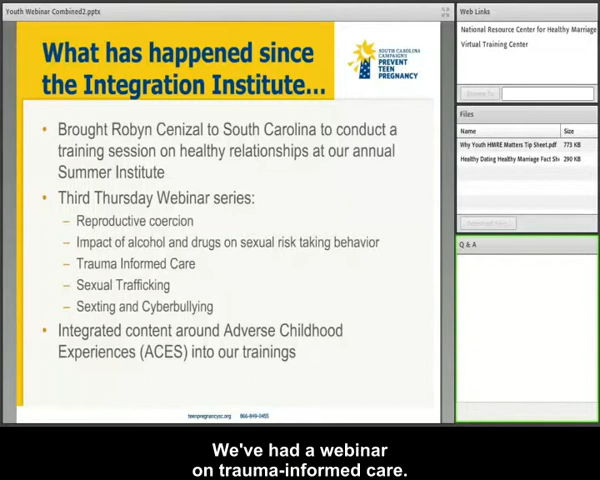 Youth Webinar Combined2.pptx
What has happened since
the Integration Institute...
SOUTH CAROLINA
CAMPAIGN TO
PREVENT
TEEN
PREGNANCY
• Brought Robyn Cenizal to South Carolina to conduct a
training session on healthy relationships at our annual
Summer Institute
• Third Thursday Webinar series:
– Reproductive coercion
– Impact of alcohol and drugs on sexual risk taking behavior
– Trauma Informed Care
– Sexual Trafficking
– Sexting and Cyberbullying
• Integrated content around Adverse Childhood
Experiences (ACES) into our trainings
teenpregnancysc.org 866-849-0455
Web Links
National Resource Center for Healthy Marriage
Virtual Training Center
Browse To
Files
Name Size
Why Youth HMRE Matters Tip Sheet.pdf 773 KB
Healthy Dating Healthy Marriage Fact She 290 KB
Q & A
We've had a webinar
on trauma-informed care.